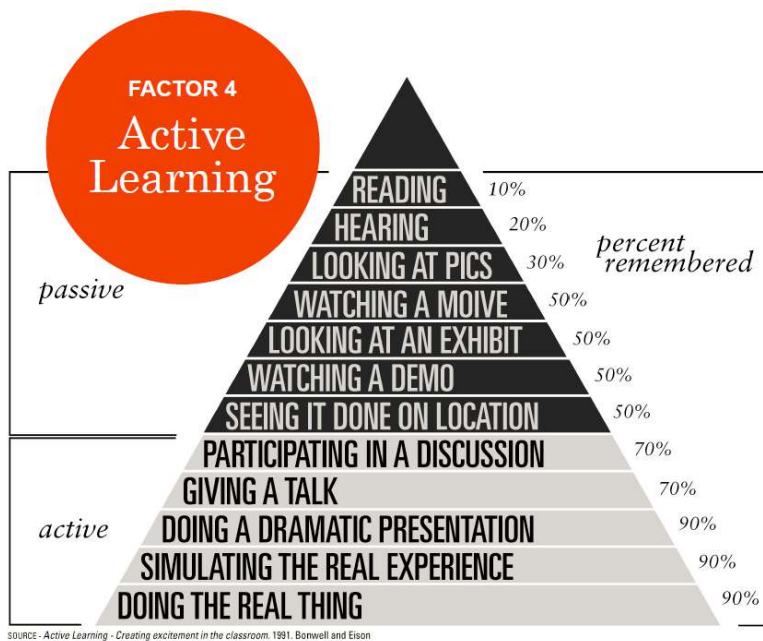 FACTOR 4
Active
Learning
READING 10%
HEARING 20%
LOOKING AT PICS 30%
percent
remembered
passive
WATCHING A MOIVE 50%
LOOKING AT AN EXHIBIT 50%
WATCHING A DEMO 50%
SEEING IT DONE ON LOCATION 50%
PARTICIPATING IN A DISCUSSION 70%
GIVING A TALK 70%
active
DOING A DRAMATIC PRESENTATION 90%
SIMULATING THE REAL EXPERIENCE 90%
DOING THE REAL THING 90%
SOURCE - Active Learning - Creating excitement in the classroom. 1991. Bonwell and Eison